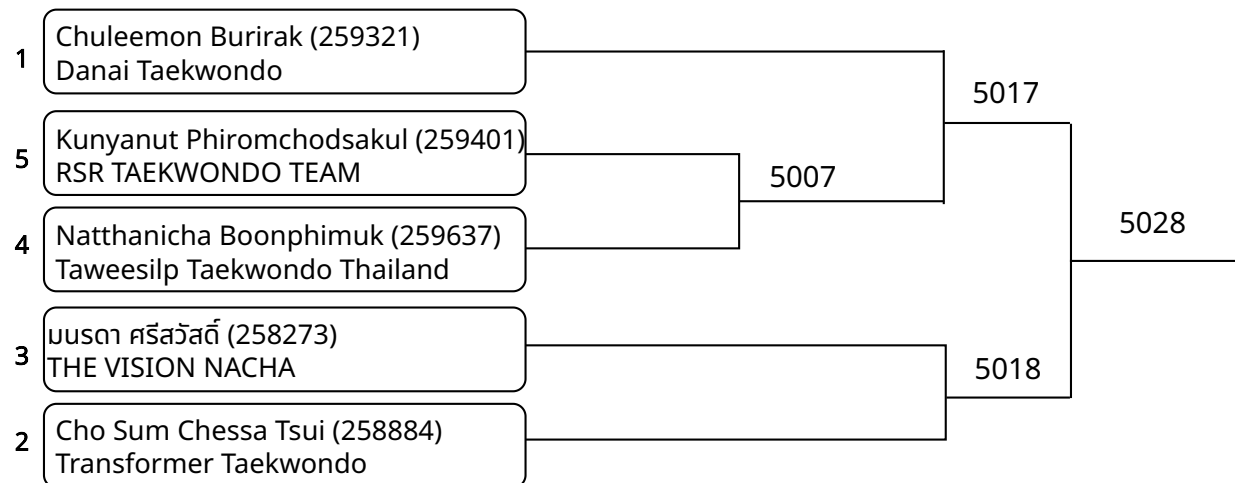 1
Chuleemon Burirak (259321)
Danai Taekwondo
5
Kunyanut Phiromchodsakul (259401)
RSR TAEKWONDO TEAM
4
Natthanicha Boonphimuk (259637)
Taweesilp Taekwondo Thailand
3
มนรดา ศรีสวัสดิ์ (258273)
THE VISION NACHA
2
Cho Sum Chessa Tsui (258884)
Transformer Taekwondo
5007
5017
5018
5028